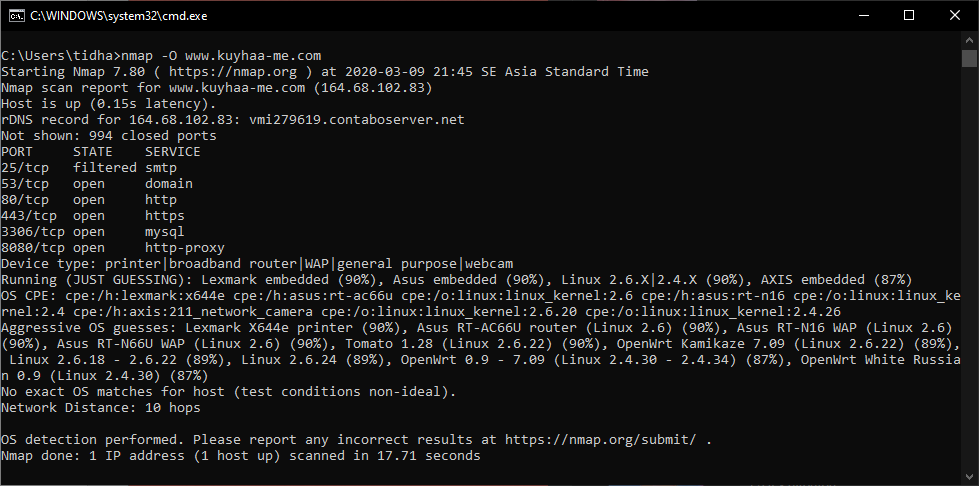 C:\WINDOWS\system32\cmd.exe
C:\Users\tidha>nmap -O www.kuyhaa-me.com
Starting Nmap 7.80 ( https://nmap.org ) at 2020-03-09 21:45 SE Asia Standard Time
Nmap scan report for www.kuyhaa-me.com (164.68.102.83)
Host is up (0.15s latency).
rDNS record for 164.68.102.83: vmi279619.contaboserver.net
Not shown: 994 closed ports
PORT     STATE    SERVICE
25/tcp   filtered smtp
53/tcp   open     domain
80/tcp   open     http
443/tcp  open     https
3306/tcp open     mysql
8080/tcp open     http-proxy
Device type: printer|broadband router|WAP|general purpose|webcam
Running (JUST GUESSING): Lexmark embedded (90%), Asus embedded (90%), Linux 2.6.X|2.4.X (90%), AXIS embedded (87%)
OS CPE: cpe:/h:lexmark:x644e cpe:/h:asus:rt-ac66u cpe:/o:linux:linux_kernel:2.6 cpe:/h:asus:rt-n16 cpe:/o:linux:linux_ke
rnel:2.4 cpe:/h:axis:211_network_camera cpe:/o:linux:linux_kernel:2.6.20 cpe:/o:linux:linux_kernel:2.4.26
Aggressive OS guesses: Lexmark X644e printer (90%), Asus RT-AC66U router (Linux 2.6) (90%), Asus RT-N16 WAP (Linux 2.6)
(90%), Asus RT-N66U WAP (Linux 2.6) (90%), Tomato 1.28 (Linux 2.6.22) (90%), OpenWrt Kamikaze 7.09 (Linux 2.6.22) (89%),
 Linux 2.6.18 - 2.6.22 (89%), Linux 2.6.24 (89%), OpenWrt 0.9 - 7.09 (Linux 2.4.30 - 2.4.34) (87%), OpenWrt White Russia
n 0.9 (Linux 2.4.30) (87%)
No exact OS matches for host (test conditions non-ideal).
Network Distance: 10 hops
OS detection performed. Please report any incorrect results at https://nmap.org/submit/ .
Nmap done: 1 IP address (1 host up) scanned in 17.71 seconds